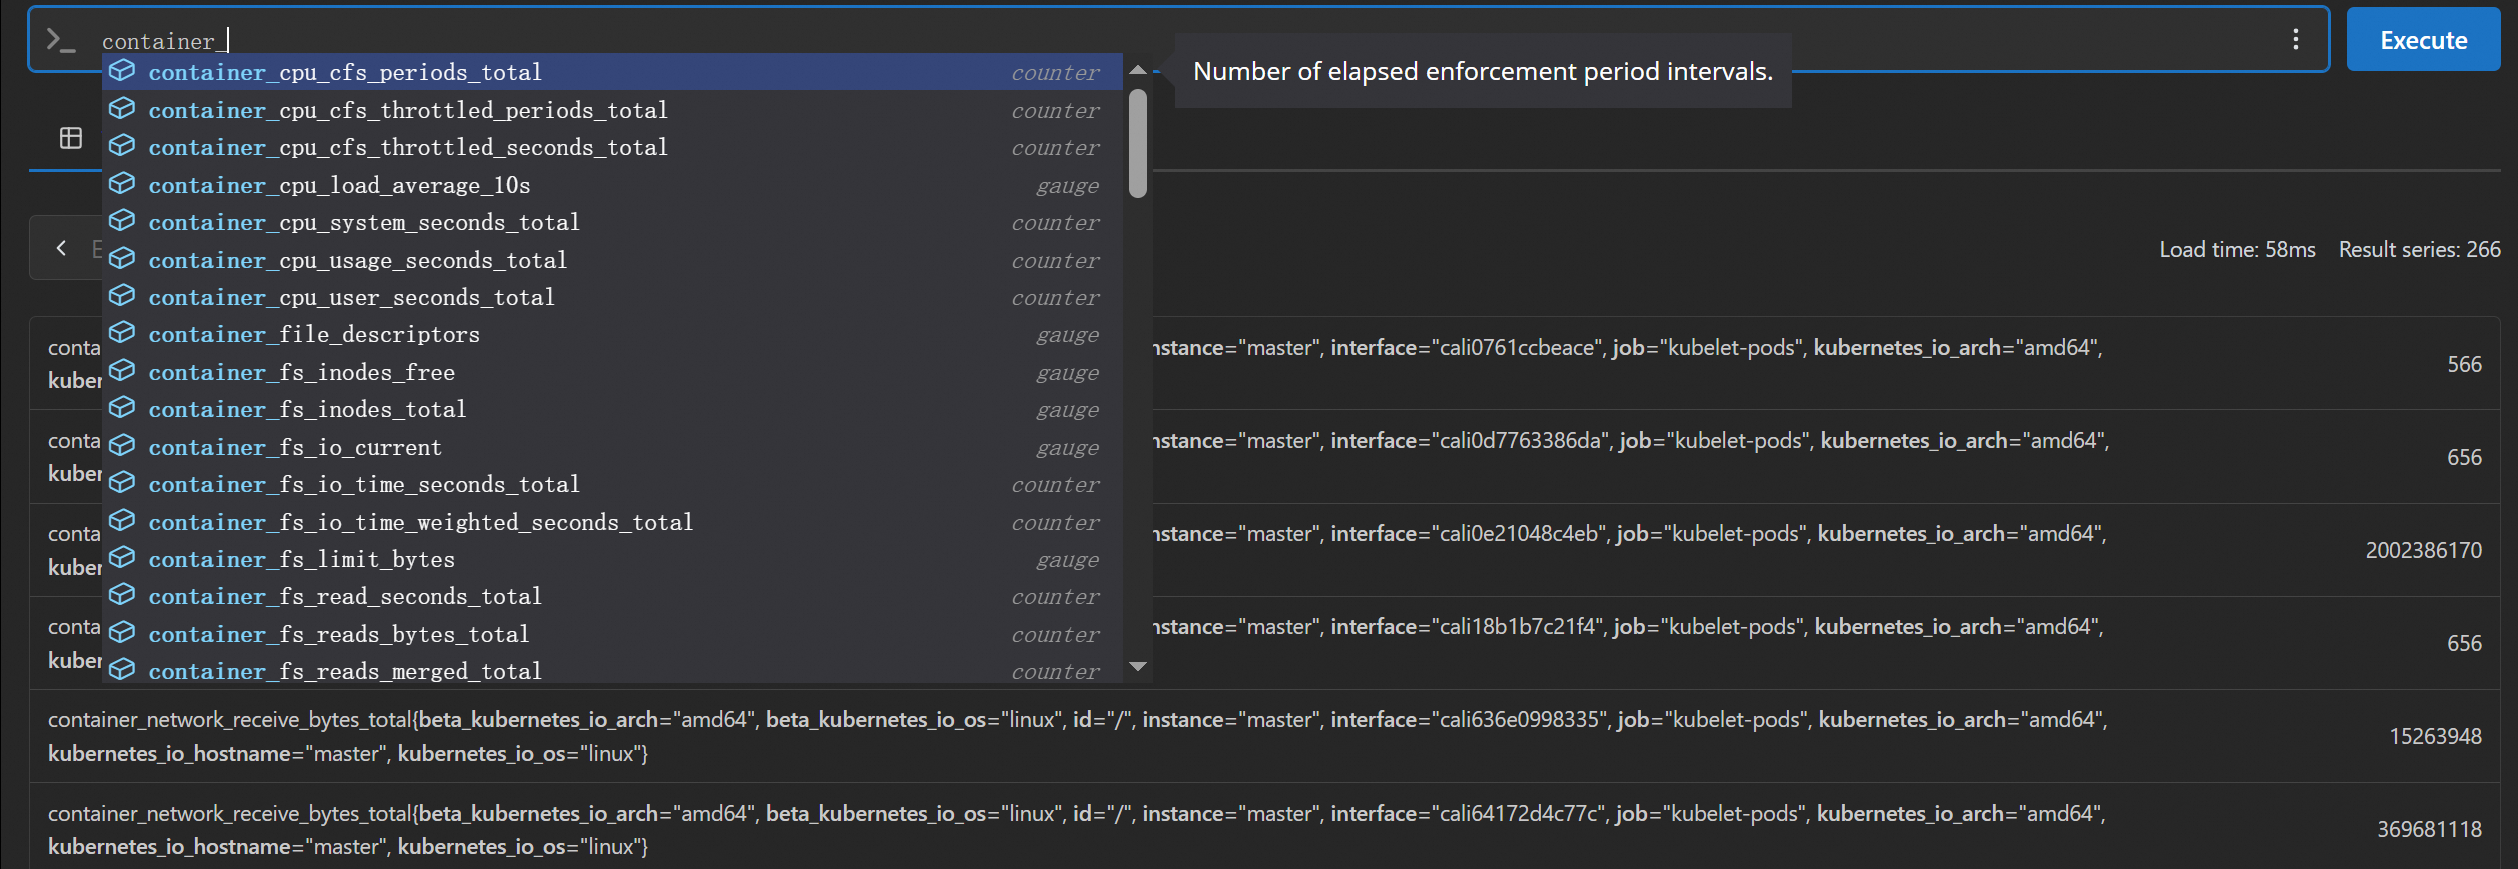 container_
Execute
container_cpu_cfs_periods_total counter
Number of elapsed enforcement period intervals.
container_cpu_cfs_throttled_periods_total counter
container_cpu_cfs_throttled_seconds_total counter
container_cpu_load_average_10s gauge
container_cpu_system_seconds_total counter
container_cpu_usage_seconds_total counter
container_cpu_user_seconds_total counter
container_file_descriptors gauge
container_fs_inodes_free gauge
container_fs_inodes_total gauge
container_fs_io_current gauge
container_fs_io_time_seconds_total counter
container_fs_io_time_weighted_seconds_total counter
container_fs_limit_bytes gauge
container_fs_read_seconds_total counter
container_fs_reads_bytes_total counter
container_fs_reads_merged_total counter
Load time: 58ms Result series: 266
conta nstance="master", interface="cali0761ccbeace", job="kubelet-pods", kubernetes_io_arch="amd64",
kuber
566
conta nstance="master", interface="cali0d7763386da", job="kubelet-pods", kubernetes_io_arch="amd64",
kuber
656
conta nstance="master", interface="cali0e21048c4eb", job="kubelet-pods", kubernetes_io_arch="amd64",
kuber
2002386170
conta nstance="master", interface="cali18b1b7c21f4", job="kubelet-pods", kubernetes_io_arch="amd64",
kuber
656
container_network_receive_bytes_total{beta_kubernetes_io_arch="amd64", beta_kubernetes_io_os="linux", id="/", instance="master", interface="cali636e0998335", job="kubelet-pods", kubernetes_io_arch="amd64",
kubernetes_io_hostname="master", kubernetes_io_os="linux"}
15263948
container_network_receive_bytes_total{beta_kubernetes_io_arch="amd64", beta_kubernetes_io_os="linux", id="/", instance="master", interface="cali64172d4c77c", job="kubelet-pods", kubernetes_io_arch="amd64",
kubernetes_io_hostname="master", kubernetes_io_os="linux"}
369681118